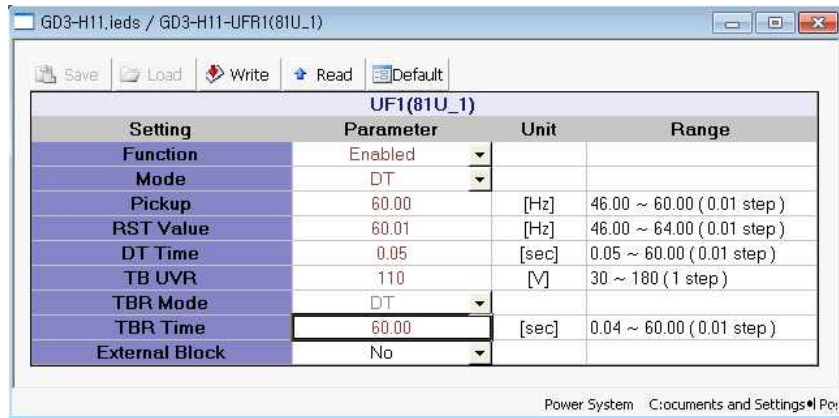 GD3-H11.ieds / GD3-H11-UFR1(81U_1)
Save Load Write Read Default
UF1(81U_1)
Setting Parameter Unit Range
Function Enabled
Mode DT
Pickup 60.00 [Hz] 46.00 ~ 60.00 ( 0.01 step )
RST Value 60.01 [Hz] 46.00 ~ 64.00 ( 0.01 step )
DT Time 0.05 [sec] 0.05 ~ 60.00 ( 0.01 step )
TB UVR 110 [V] 30 ~ 180 ( 1 step )
TBR Mode DT
TBR Time 60.00 [sec] 0.04 ~ 60.00 ( 0.01 step )
External Block No
Power System C:ocuments and Settings